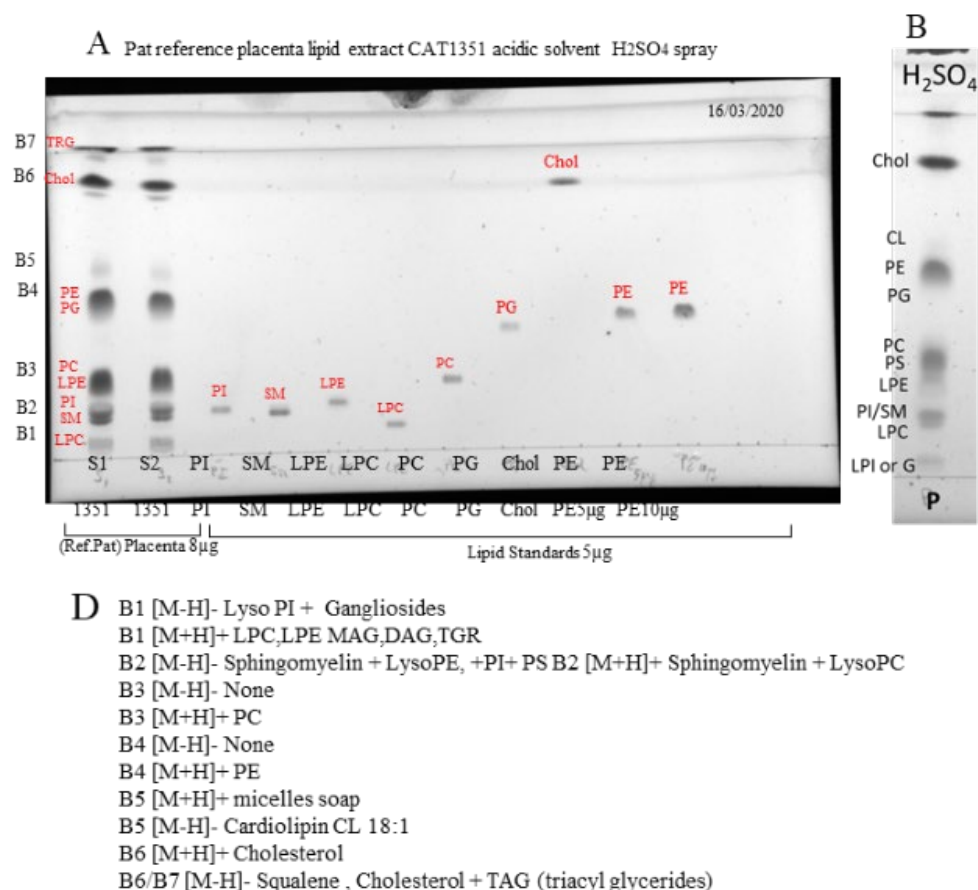 A Pat reference placenta lipid extract CAT1351 acidic solvent H2SO4 spray
16/03/2020
B7 TRG
B6 Chol Chol
B5
B4 PE PE PE
PG PG
B3 PC PC
LPE LPE
B2 PI PI SM
SM LPC
B1 LPC
S1 S2 PI SM LPE LPC PC PG Chol PE PE
1351 1351 PI SM LPE LPC PC PG Chol PE5µg PE10µg
(Ref.Pat) Placenta 8µg Lipid Standards 5µg
B
H2SO4
Chol
CL
PE
PG
PC
PS
LPE
PI/SM
LPC
LPI or G
P
D B1 [M-H]- Lyso PI + Gangliosides
B1 [M+H]+ LPC,LPE MAG,DAG,TGR
B2 [M-H]- Sphingomyelin + LysoPE, +PI+ PS B2 [M+H]+ Sphingomyelin + LysoPC
B3 [M-H]- None
B3 [M+H]+ PC
B4 [M-H]- None
B4 [M+H]+ PE
B5 [M+H]+ micelles soap
B5 [M-H]- Cardiolipin CL 18:1
B6 [M+H]+ Cholesterol
B6/B7 [M-H]- Squalene , Cholesterol + TAG (triacyl glycerides)